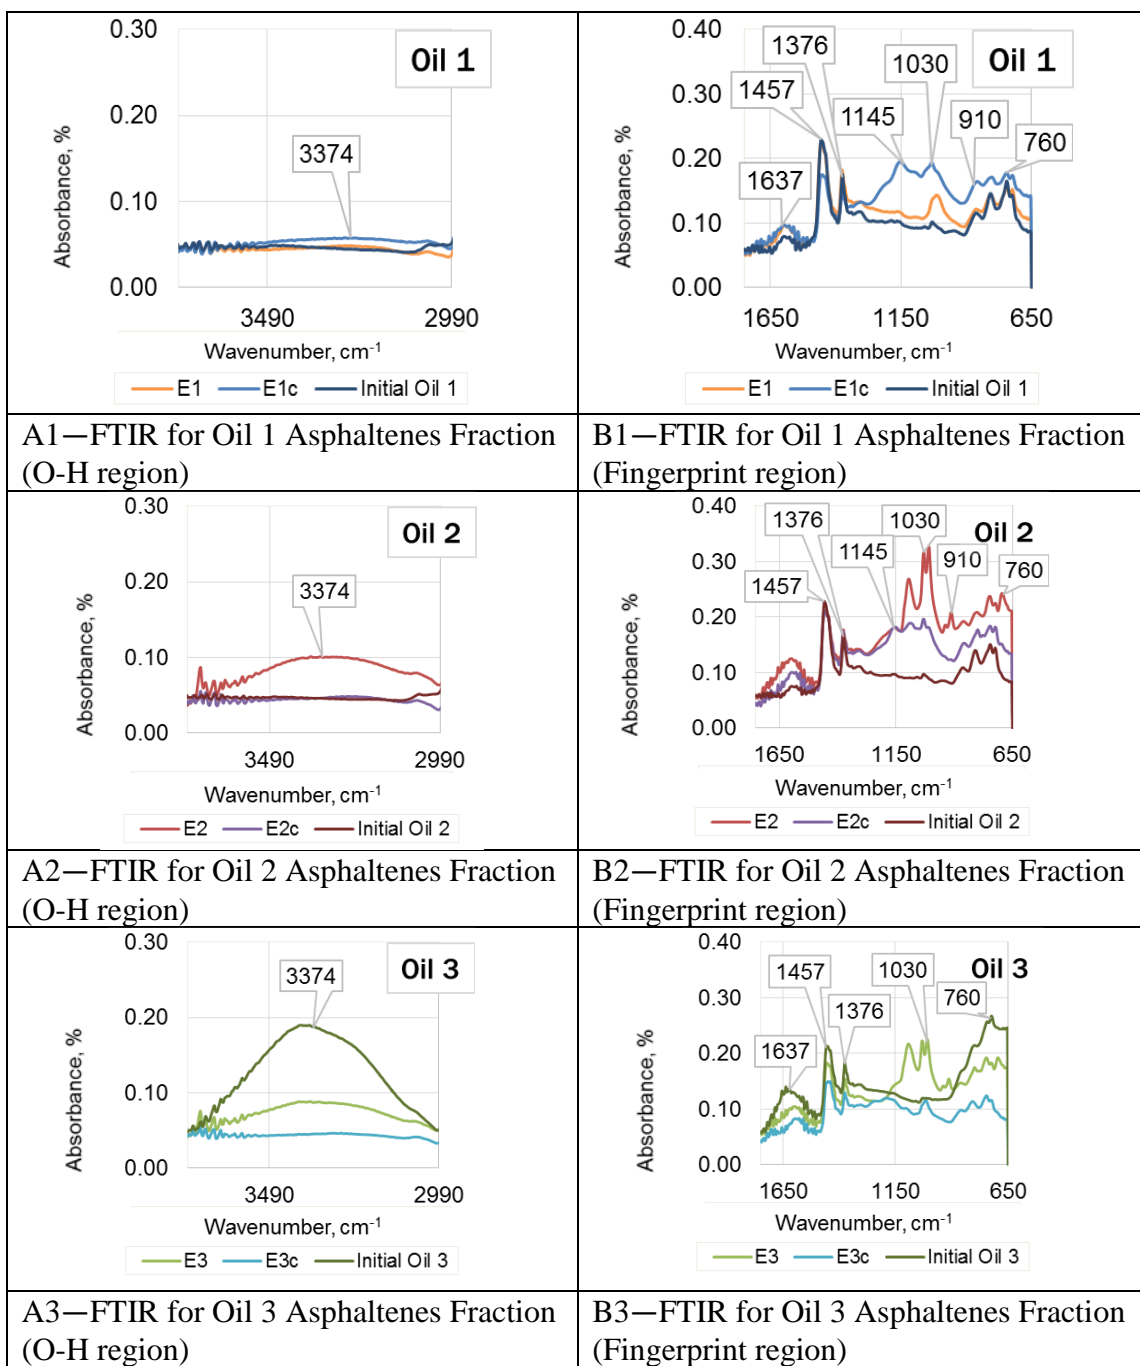 0.30
0.20
0.10
0.00
Absorbance, %
Oil 1
3374
3490 2990
Wavenumber, cm-1
E1 E1c Initial Oil 1
0.40
0.30
0.20
0.10
0.00
Absorbance, %
Oil 1
1376
1030
1457
1145
910
760
1637
1650 1150 650
Wavenumber, cm-1
E1 E1c Initial Oil 1
A1—FTIR for Oil 1 Asphaltenes Fraction
(O-H region)
B1—FTIR for Oil 1 Asphaltenes Fraction
(Fingerprint region)
0.30
0.20
0.10
0.00
Absorbance, %
Oil 2
3374
3490 2990
Wavenumber, cm-1
E2 E2c Initial Oil 2
0.40
0.30
0.20
0.10
0.00
Absorbance, %
Oil 2
1376
1030
1145
910
760
1457
1650 1150 650
Wavenumber, cm-1
E2 E2c Initial Oil 2
A2—FTIR for Oil 2 Asphaltenes Fraction
(O-H region)
B2—FTIR for Oil 2 Asphaltenes Fraction
(Fingerprint region)
0.30
0.20
0.10
0.00
Absorbance, %
Oil 3
3374
3490 2990
Wavenumber, cm-1
E3 E3c Initial Oil 3
0.40
0.30
0.20
0.10
0.00
Absorbance, %
Oil 3
1457
1030
760
1376
1637
1650 1150 650
Wavenumber, cm-1
E3 E3c Initial Oil 3
A3—FTIR for Oil 3 Asphaltenes Fraction
(O-H region)
B3—FTIR for Oil 3 Asphaltenes Fraction
(Fingerprint region)